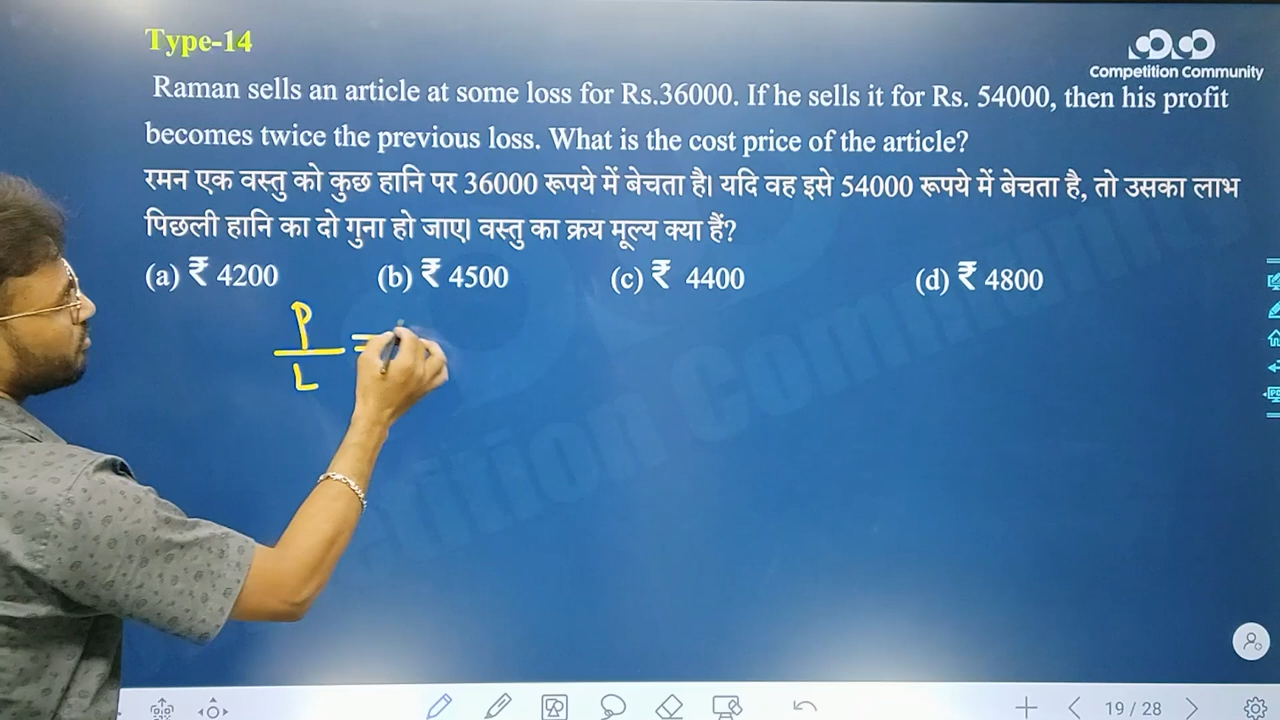 Type-14
Competition Community
Raman sells an article at some loss for Rs.36000. If he sells it for Rs. 54000, then his profit
becomes twice the previous loss. What is the cost price of the article?
रमन एक वस्तु को कुछ हानि पर 36000 रूपये में बेचता है। यदि वह इसे 54000 रूपये में बेचता है, तो उसका लाभ
पिछली हानि का दो गुना हो जाए। वस्तु का क्रय मूल्य क्या हैं?
(a) ₹ 4200 (b) ₹ 4500 (c) ₹ 4400 (d) ₹ 4800
P
L =
19 / 28